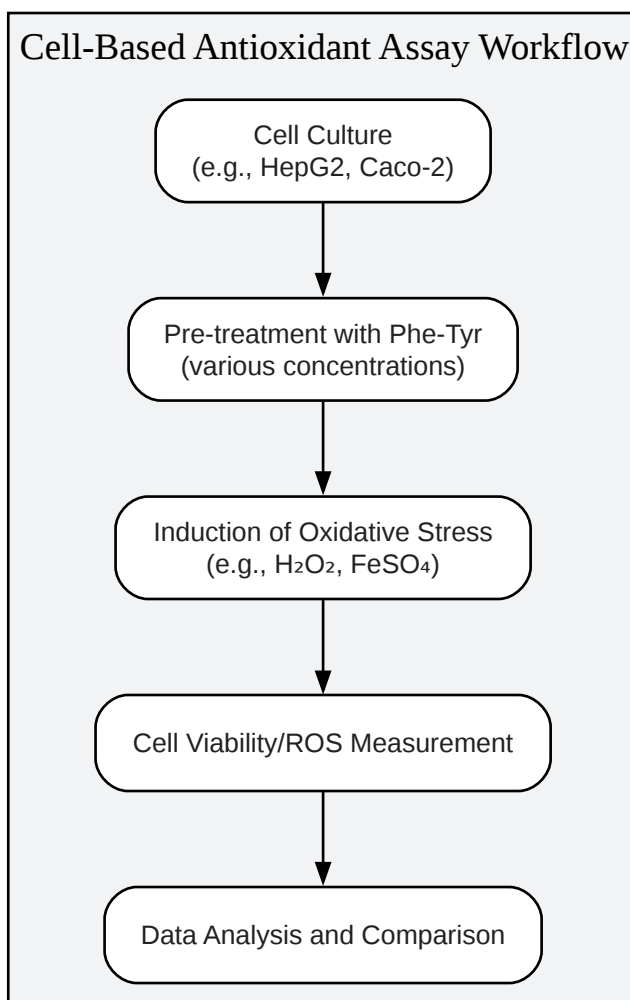 Cell-Based Antioxidant Assay Workflow
Cell Culture
(e.g., HepG2, Caco-2)
Pre-treatment with Phe-Tyr
(various concentrations)
Induction of Oxidative Stress
(e.g., H₂O₂, FeSO₄)
Cell Viability/ROS Measurement
Data Analysis and Comparison